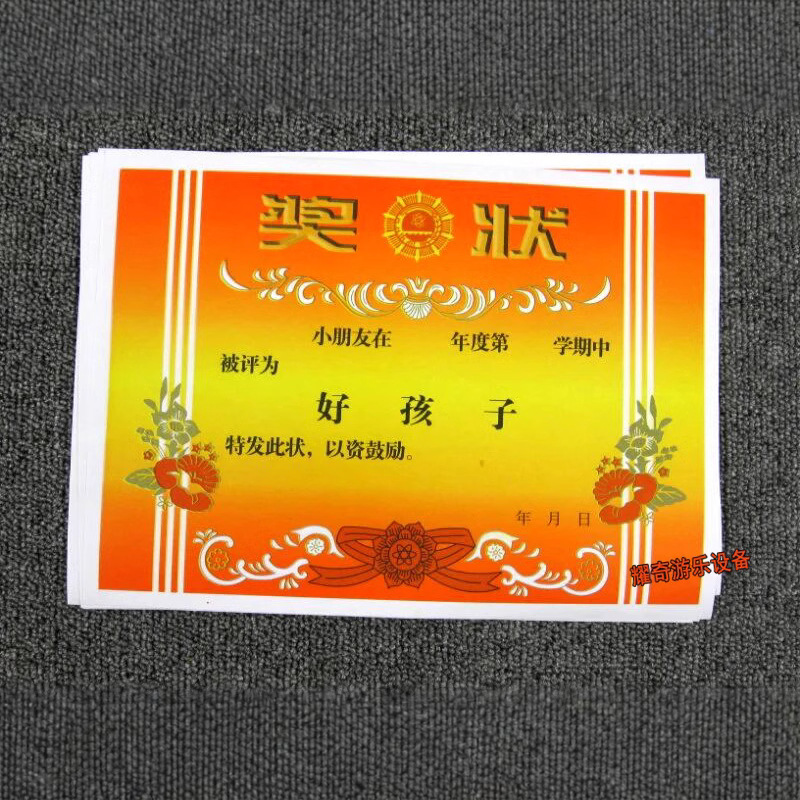 奖 状
小朋友在 年度第 学期中
被评为
好 孩 子
特发此状，以资鼓励。
年 月 日
耀奇游乐设备